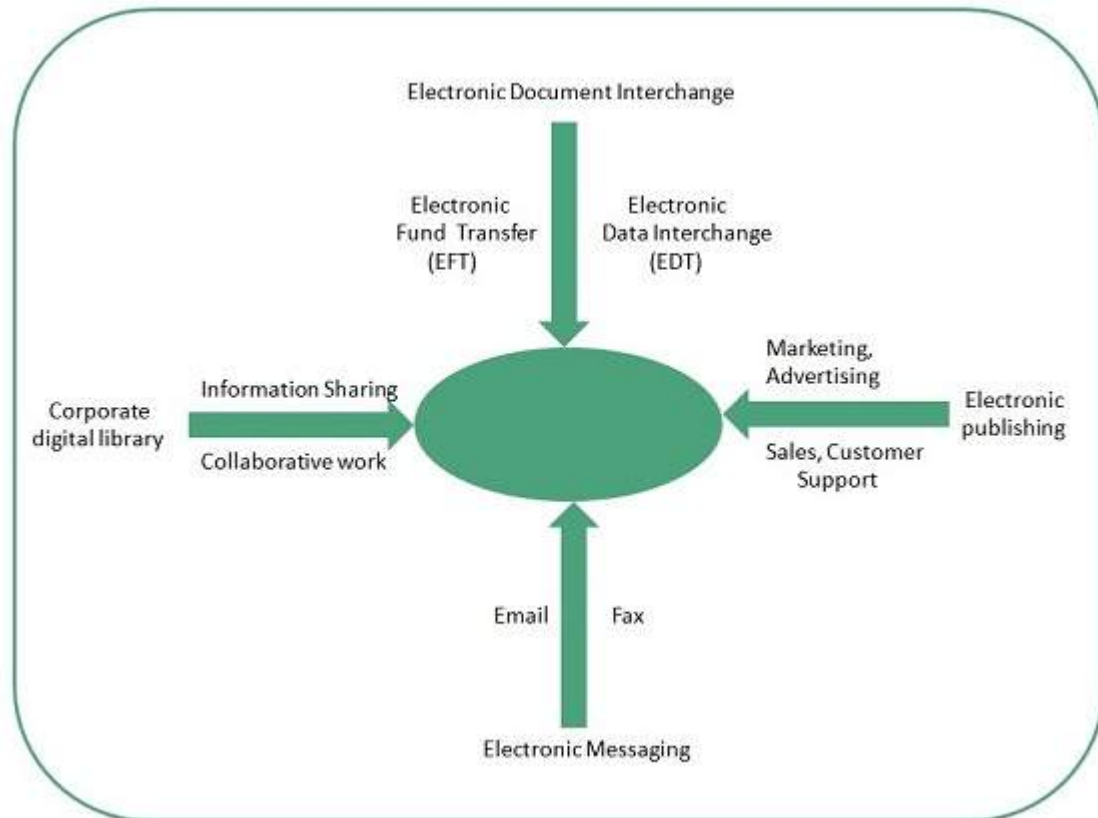 Electronic Document Interchange
Electronic
Fund Transfer
(EFT)
Electronic
Data Interchange
(EDT)
Information Sharing
Corporate
digital library
Collaborative work
Marketing,
Advertising
Electronic
publishing
Sales, Customer
Support
Email
Fax
Electronic Messaging